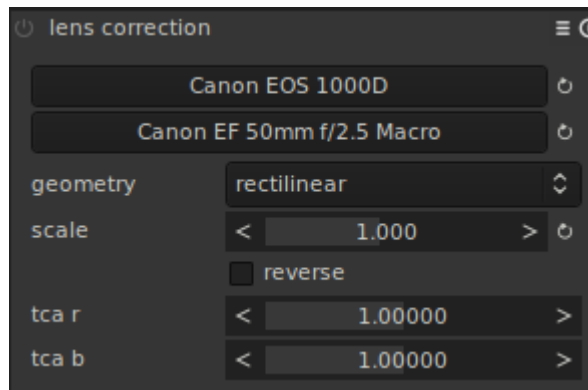 lens correction
Canon EOS 1000D
Canon EF 50mm f/2.5 Macro
geometry rectilinear
scale < 1.000 >
reverse
tca r < 1.00000 >
tca b < 1.00000 >